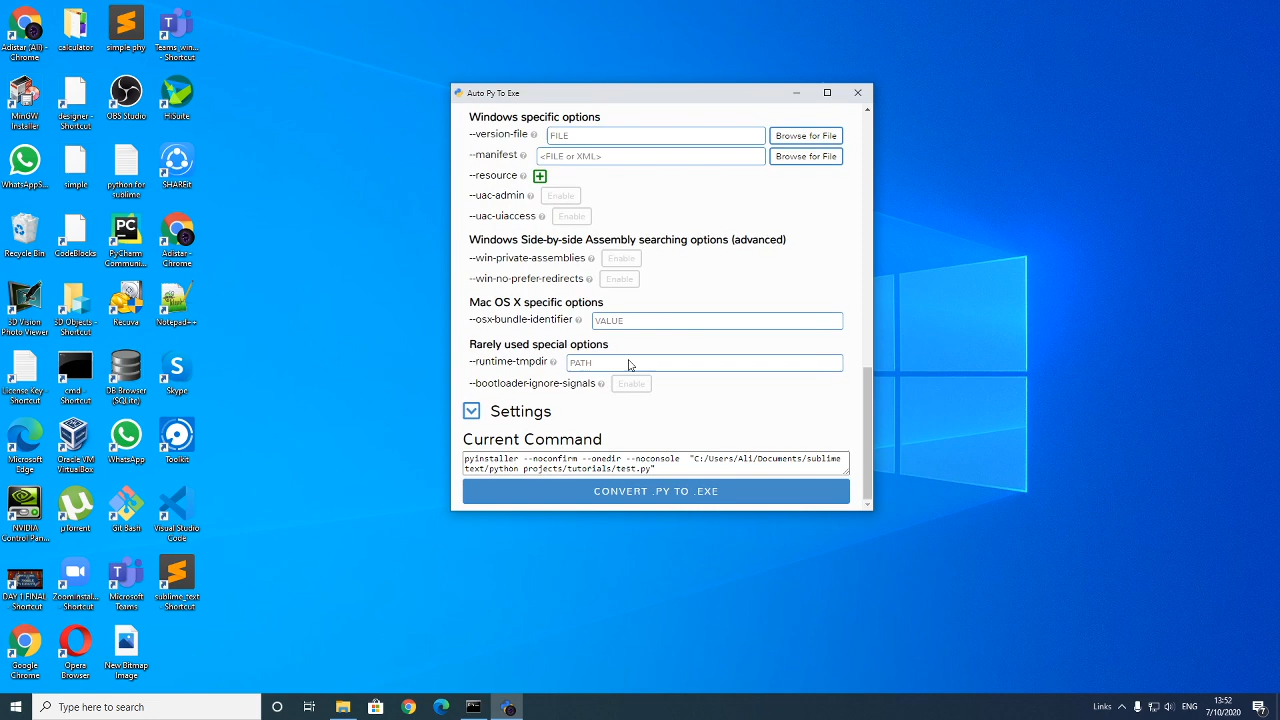 Adistar (Ali) -
Chrome
calculator
simple phy
Teams_win...
- Shortcut
MinGW
Installer
designer -
Shortcut
OBS Studio
HiSuite
WhatsAppS...
simple
python for
sublime
SHAREit
Recycle Bin
CodeBlocks
PyCharm
Communi...
Adistar -
Chrome
3D Vision
Photo Viewer
3D Objects -
Shortcut
Recuva
Notepad++
License Key -
Shortcut
cmd -
Shortcut
DB Browser
(SQLite)
Skype
Microsoft
Edge
Oracle VM
VirtualBox
WhatsApp
Toolkit
NVIDIA
Control Pan...
µTorrent
Git Bash
Visual Studio
Code
DAY 1 FINAL
- Shortcut
Zoominstal...
- Shortcut
Microsoft
Teams
sublime_text
- Shortcut
Google
Chrome
Opera
Browser
New Bitmap
Image
Auto Py To Exe
Windows specific options
--version-file FILE Browse for File
--manifest <FILE or XML> Browse for File
--resource
--uac-admin Enable
--uac-uiaccess Enable
Windows Side-by-side Assembly searching options (advanced)
--win-private-assemblies Enable
--win-no-prefer-redirects Enable
Mac OS X specific options
--osx-bundle-identifier VALUE
Rarely used special options
--runtime-tmpdir PATH
--bootloader-ignore-signals Enable
Settings
Current Command
pyinstaller --noconfirm --onedir --noconsole "C:/Users/Ali/Documents/sublime
text/python projects/tutorials/test.py"
CONVERT .PY TO .EXE
Type here to search
Links
ENG
13:52
7/10/2020